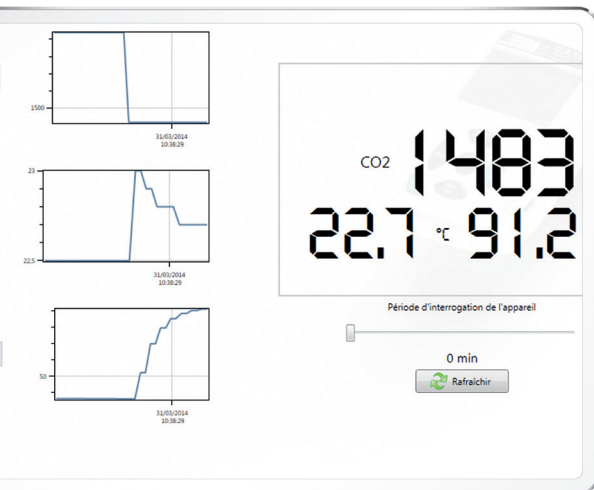 1500
31/03/2014
10:38:29
23
22,5
31/03/2014
10:38:29
50
31/03/2014
10:38:29
CO2 1483
22.7 °C 91.2
Période d'interrogation de l'appareil
0 min
Rafraîchir